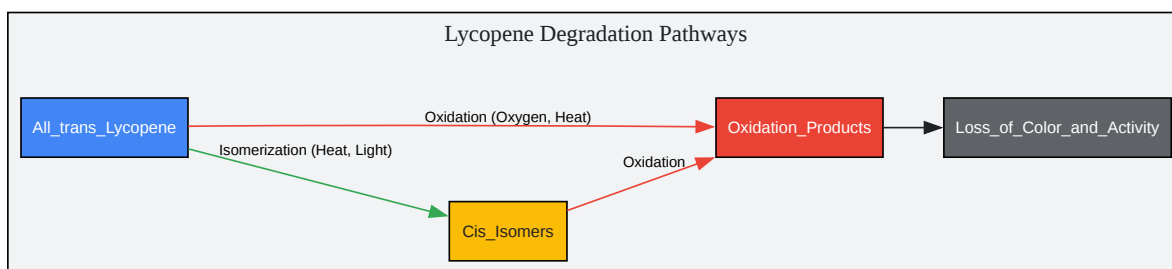 Lycopene Degradation Pathways
All_trans_Lycopene
Oxidation (Oxygen, Heat)
Oxidation_Products
Loss_of_Color_and_Activity
Isomerization (Heat, Light)
Oxidation
Cis_Isomers